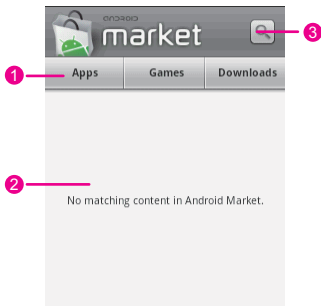 ANDROID
market
3
1
Apps Games Downloads
2
No matching content in Android Market.